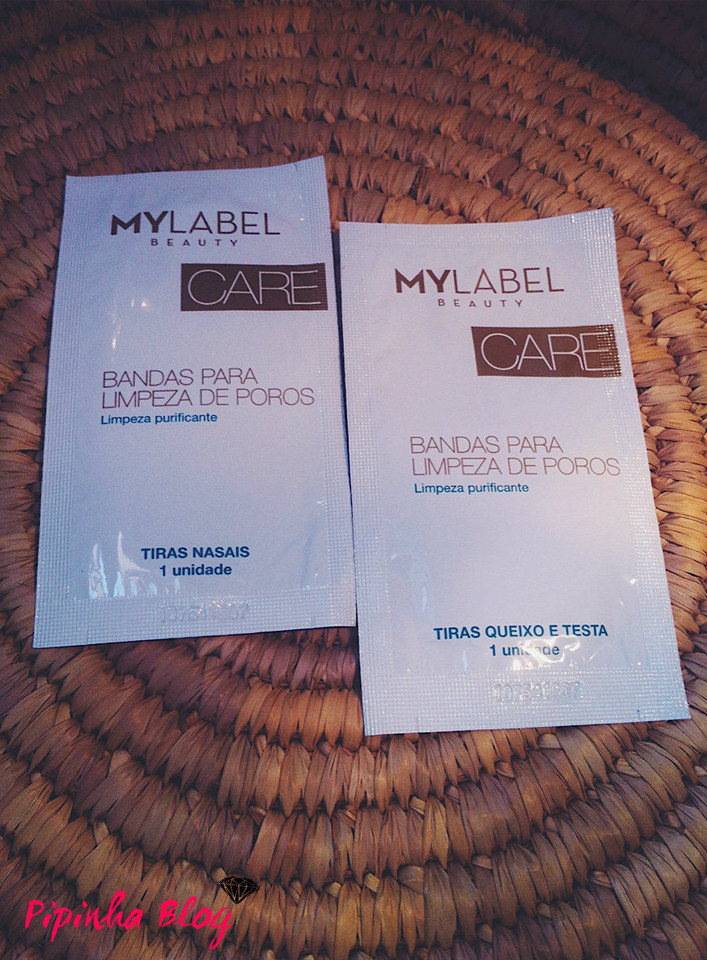 MYLABEL
BEAUTY
CARE
BANDAS PARA
LIMPEZA DE POROS
Limpeza purificante
TIRAS NASAIS
1 unidade
MYLABEL
BEAUTY
CARE
BANDAS PARA
LIMPEZA DE POROS
Limpeza purificante
TIRAS QUEIXO E TESTA
1 unidade
Pipinha Blog